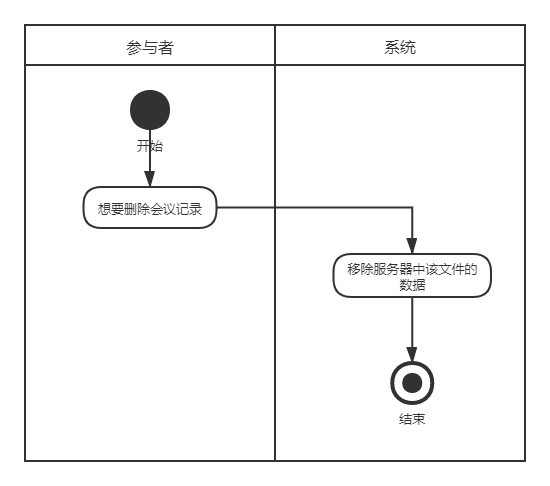 参与者
系统
开始
想要删除会议记录
移除服务器中该文件的
数据
结束